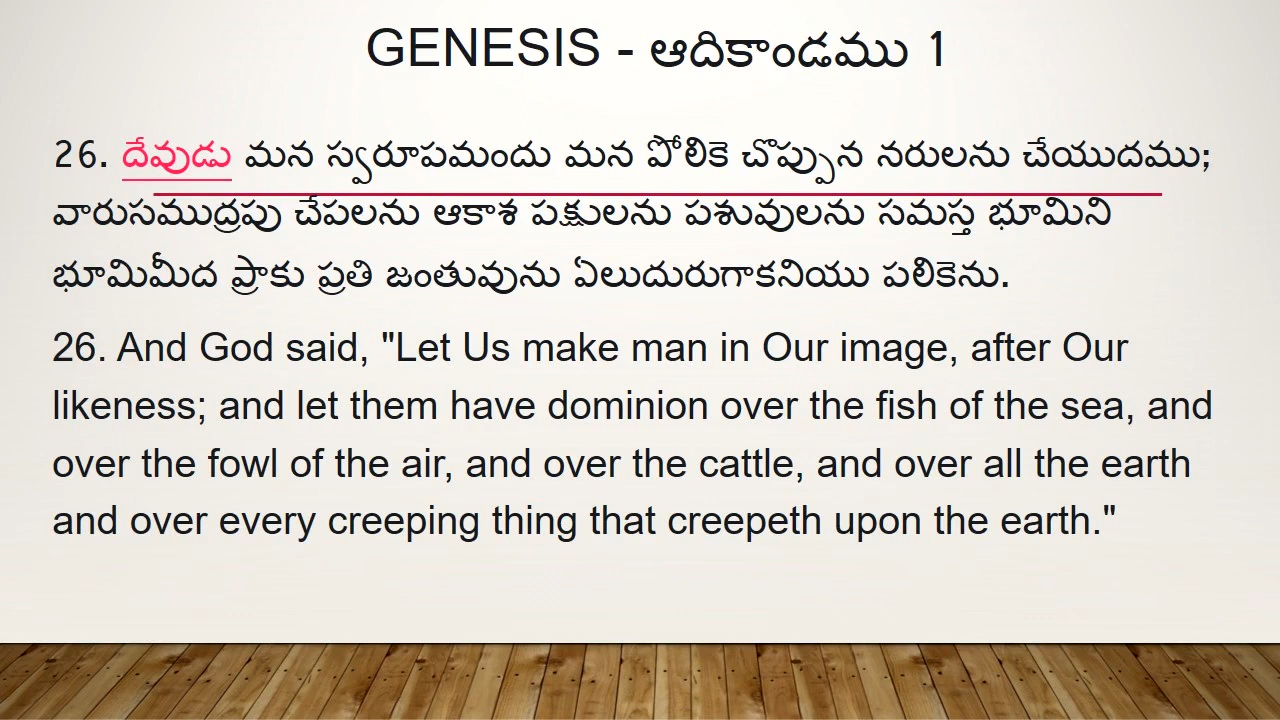 GENESIS - ఆదికాండము 1
26. దేవుడు మన స్వరూపమందు మన పోలికె చొప్పున నరులను చేయుదము;
వారుసముద్రపు చేపలను ఆకాశ పక్షులను పశువులను సమస్త భూమిని
భూమిమీద ప్రాకు ప్రతి జంతువును ఏలుదురుగాకనియు పలికెను.
26. And God said, "Let Us make man in Our image, after Our
likeness; and let them have dominion over the fish of the sea, and
over the fowl of the air, and over the cattle, and over all the earth
and over every creeping thing that creepeth upon the earth."